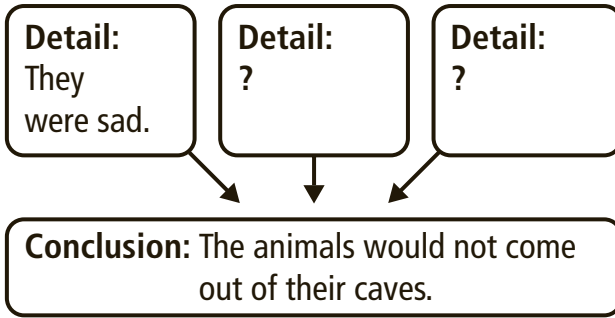 Detail:
They
were sad.
Detail:
?
Detail:
?
Conclusion: The animals would not come
out of their caves.